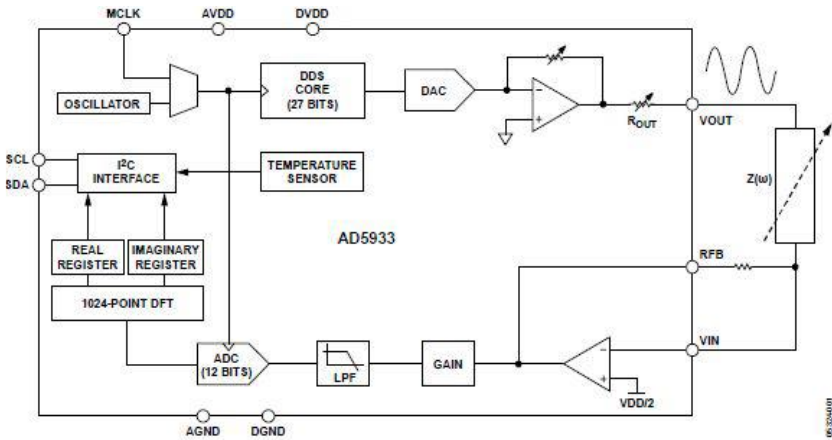 MCLK
AVDD
DVDD
OSCILLATOR
DDS
CORE
(27 BITS)
DAC
ROUT
VOUT
SCL
SDA
I2C
INTERFACE
TEMPERATURE
SENSOR
Z(ω)
REAL
REGISTER
IMAGINARY
REGISTER
AD5933
RFB
1024-POINT DFT
ADC
(12 BITS)
LPF
GAIN
VIN
VDD/2
AGND
DGND